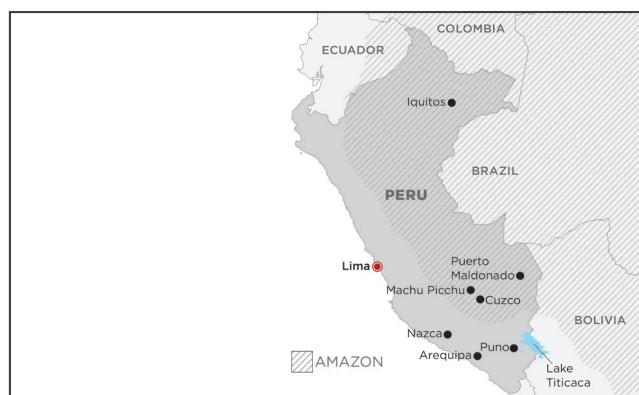 COLOMBIA
ECUADOR
Iquitos
BRAZIL
PERU
Puerto
Maldonado
Lima
Machu Picchu
Cuzco
BOLIVIA
Nazca
Puno
Arequipa
AMAZON
Lake
Titicaca